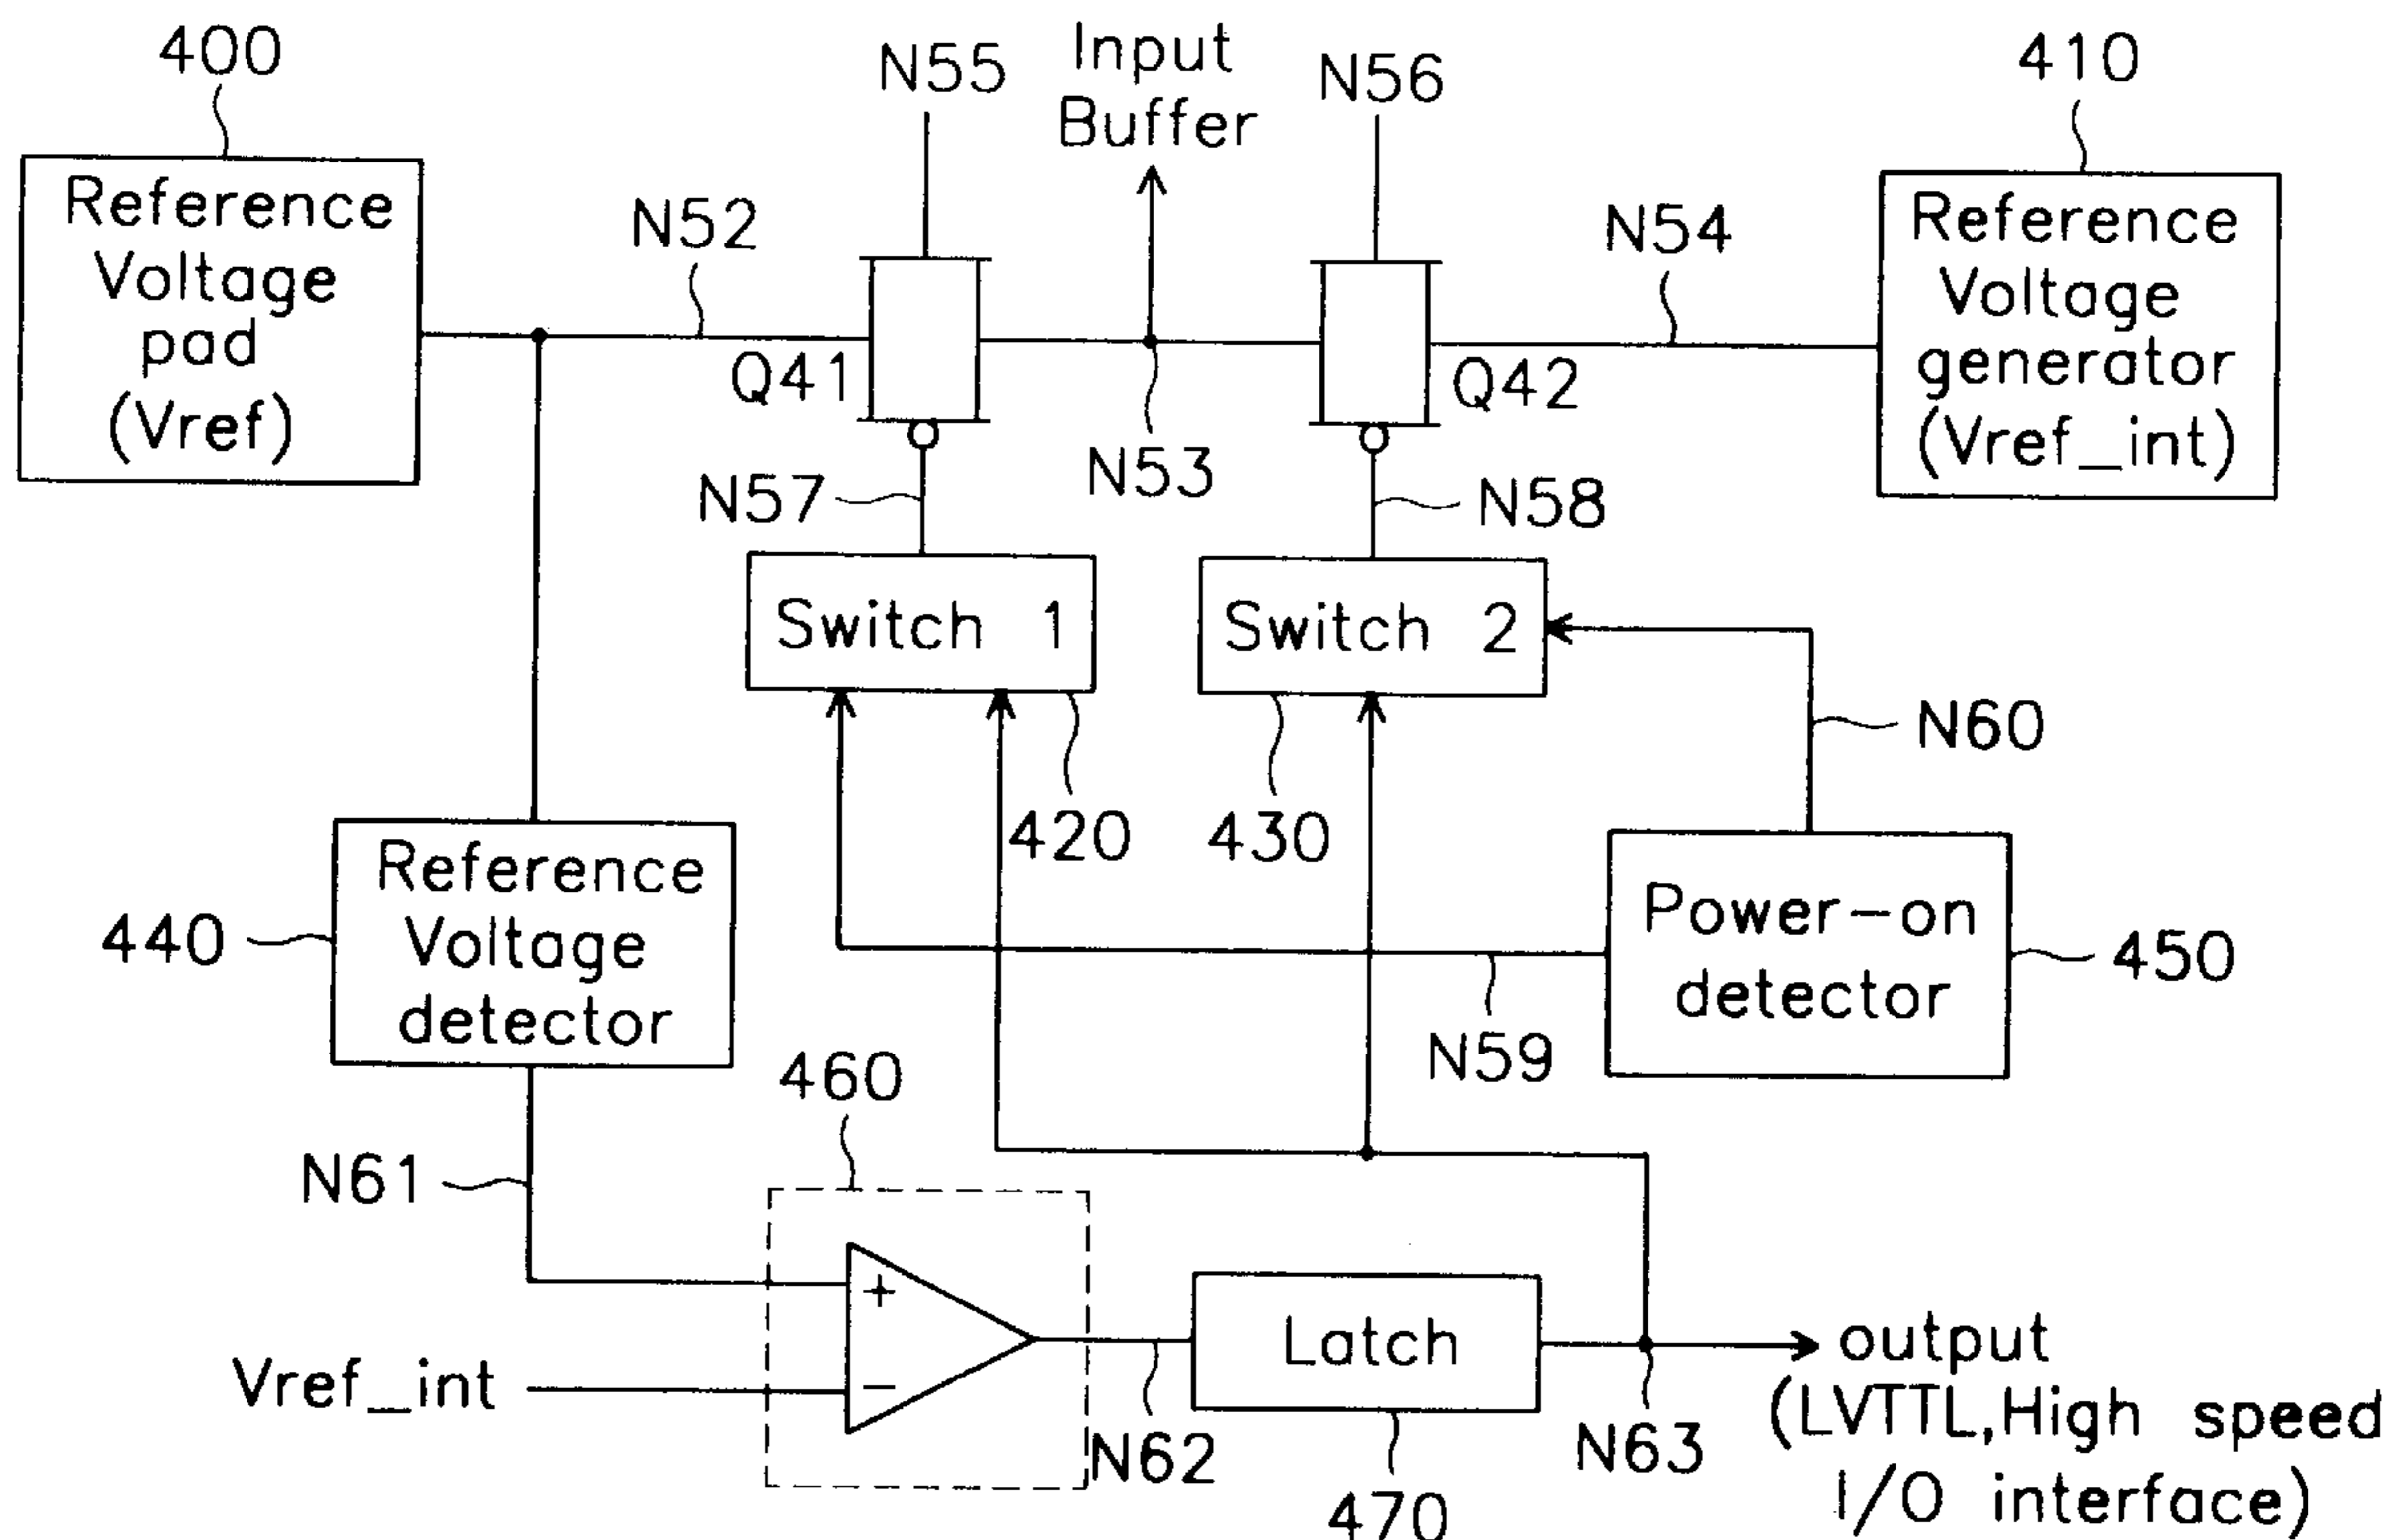 400
N55
Input
Buffer
N56
410
Reference
Voltage
pad
(Vref)
N52
N54
Reference
Voltage
generator
(Vref_int)
Q41
Q42
N57
N53
N58
Switch 1
Switch 2
N60
420
430
Reference
Voltage
detector
440
Power-on
detector
450
N59
460
N61
+
Latch
output
(LVTTL,High speed
I/O interface)
Vref_int
−
N62
N63
470